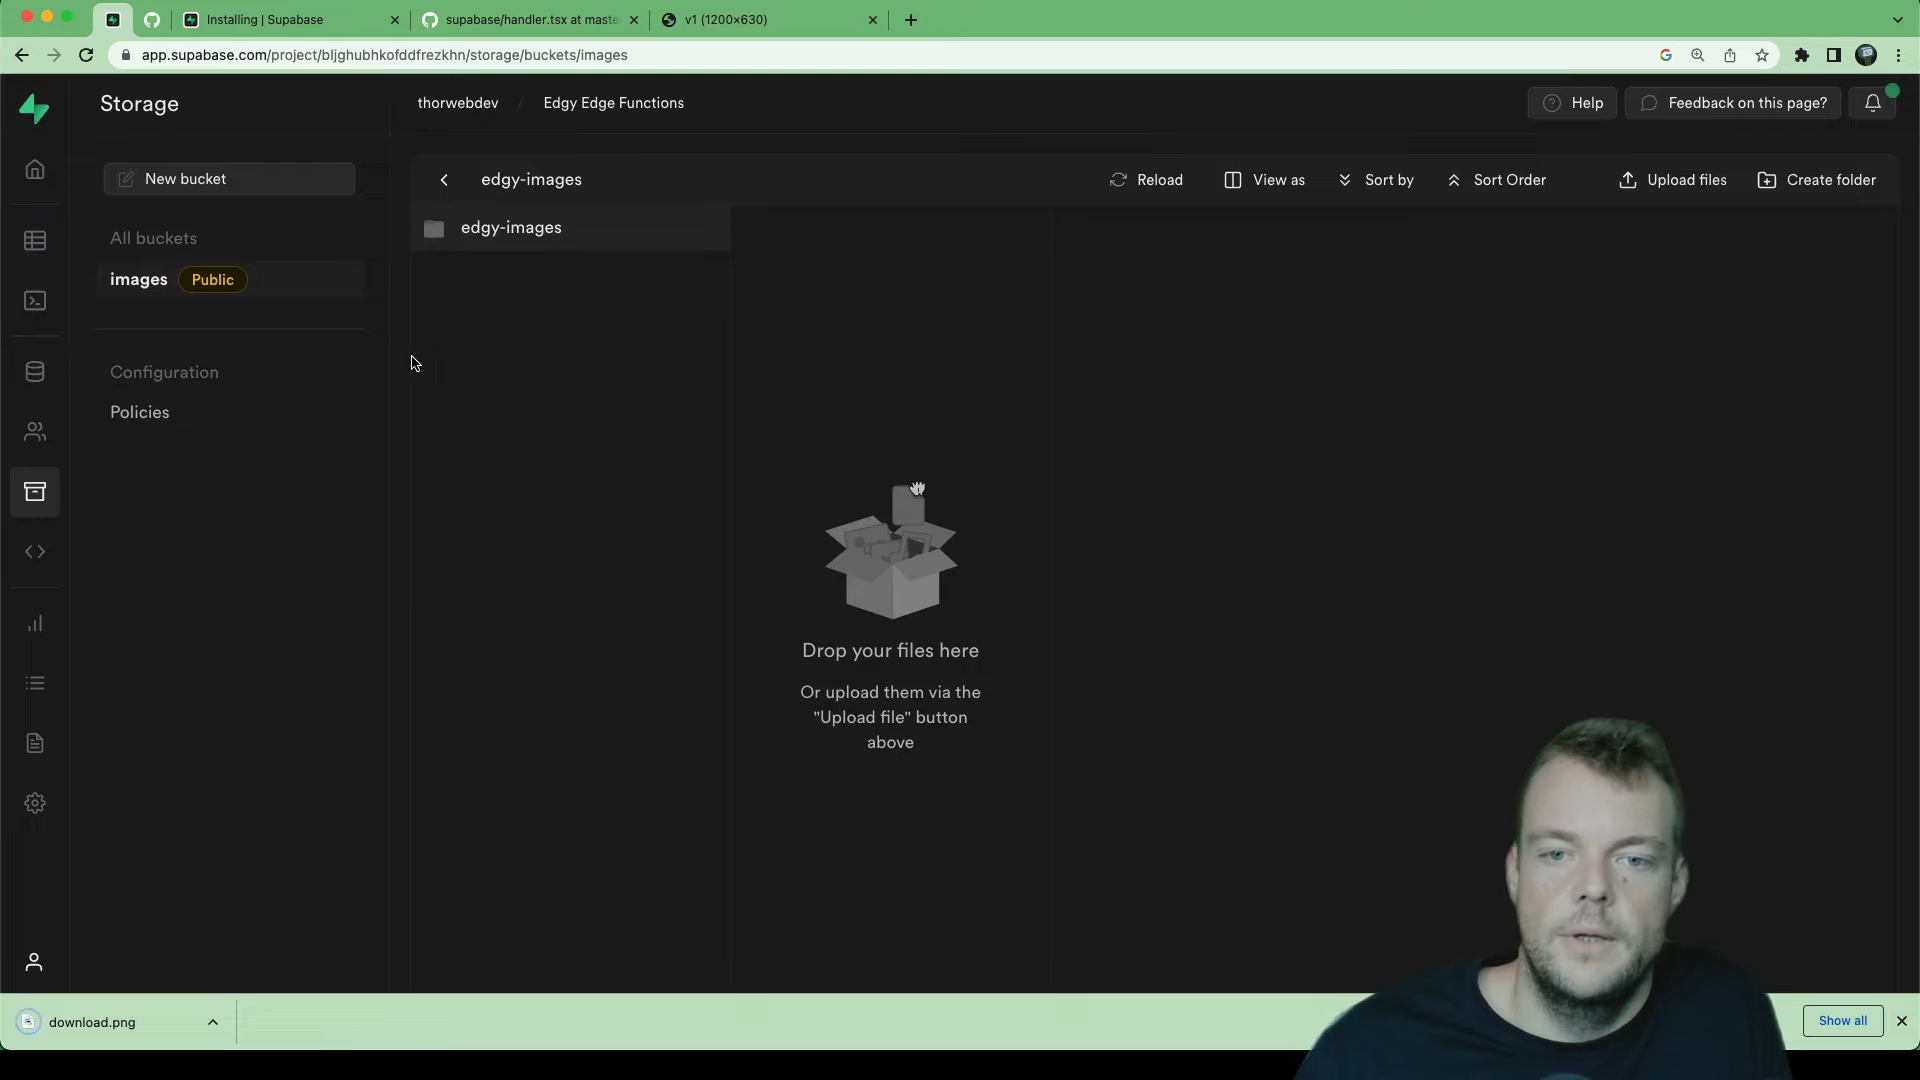 Installing | Supabase
supabase/handler.tsx at maste
v1 (1200×630)
app.supabase.com/project/bljghubhkofddfrezkhn/storage/buckets/images
Storage
thorwebdev / Edgy Edge Functions
Help
Feedback on this page?
New bucket
edgy-images
Reload
View as
Sort by
Sort Order
Upload files
Create folder
All buckets
images Public
edgy-images
Configuration
Policies
Drop your files here
Or upload them via the
"Upload file" button
above
download.png
Show all